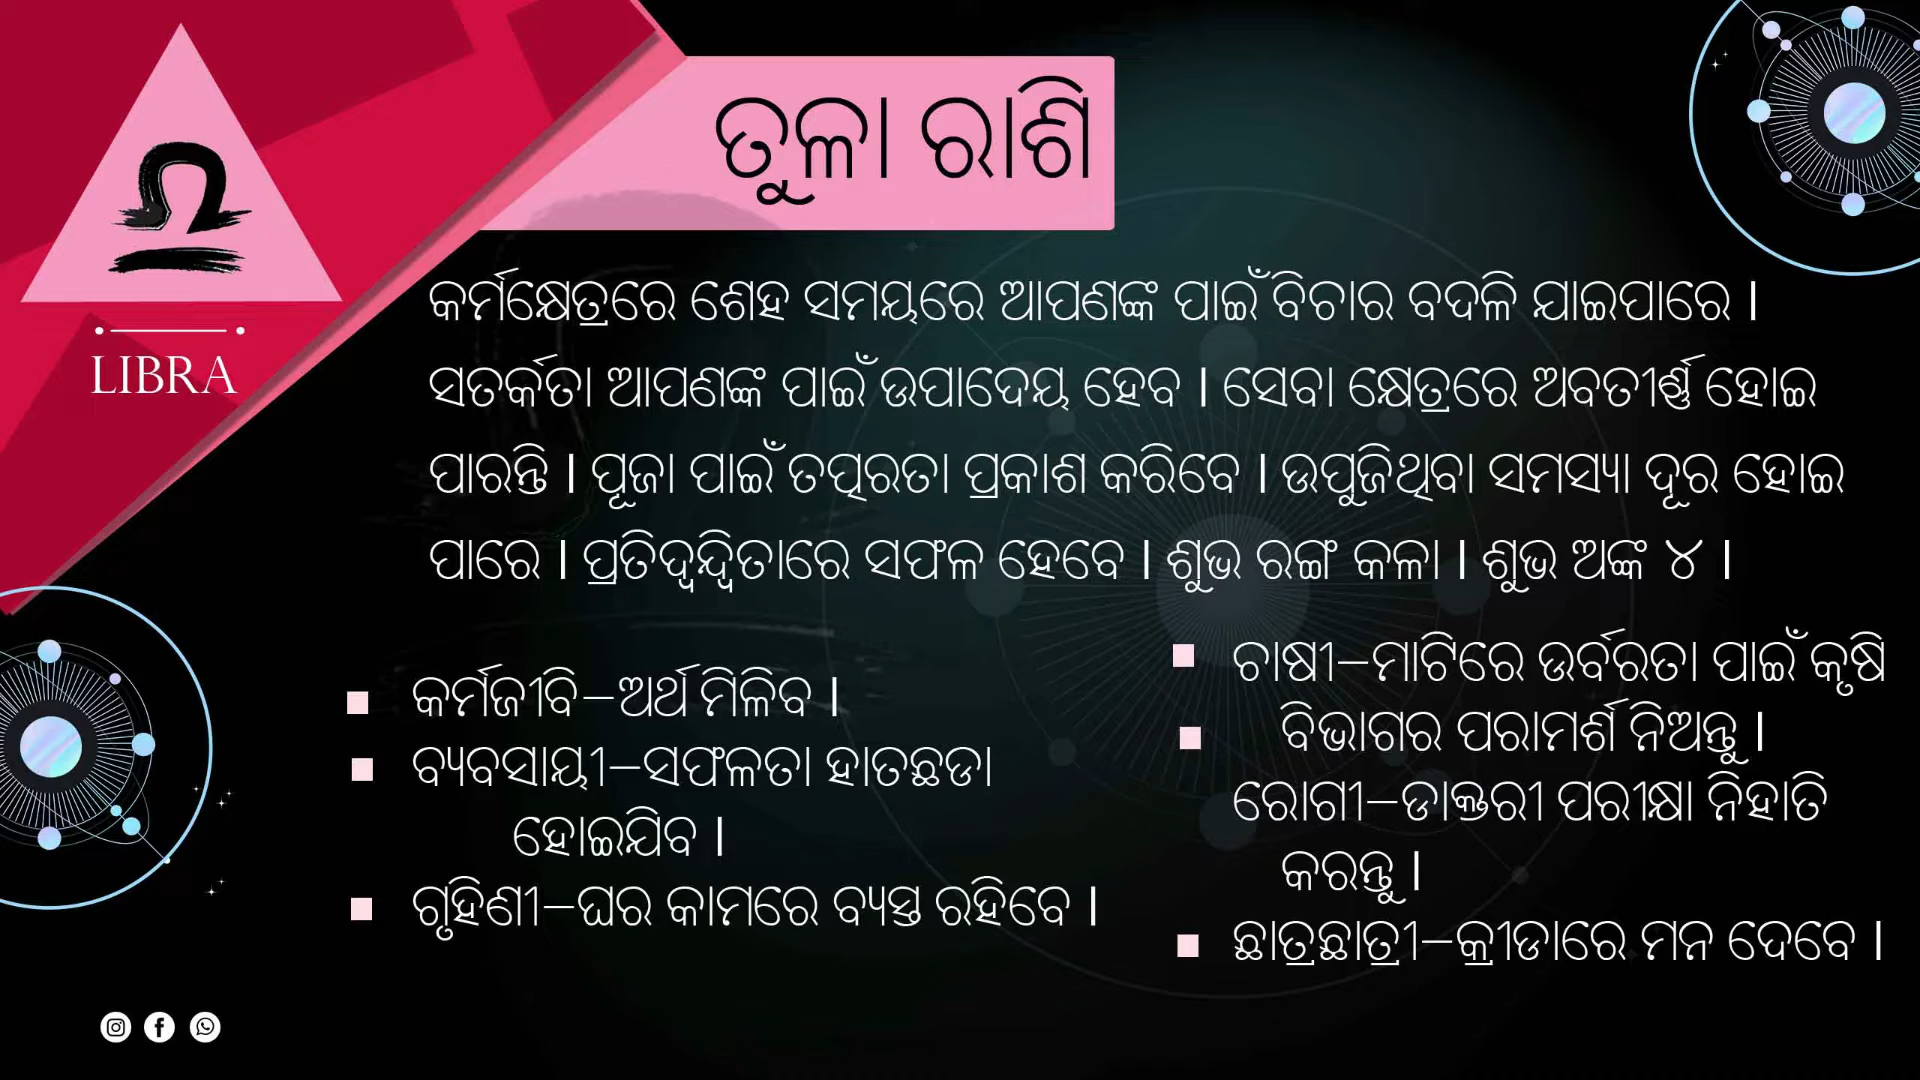 ତୁଳା ରାଶି
LIBRA
କର୍ମକ୍ଷେତ୍ରରେ ଶେହ ସମୟରେ ଆପଣଙ୍କ ପାଇଁ ବିଚାର ବଦଳି ଯାଇପାରେ ।
ସତର୍କତା ଆପଣଙ୍କ ପାଇଁ ଉପାଦେୟ ହେବ । ସେବା କ୍ଷେତ୍ରରେ ଅବତୀର୍ଣ୍ଣ ହୋଇ
ପାରନ୍ତି । ପୂଜା ପାଇଁ ତତ୍ପରତା ପ୍ରକାଶ କରିବେ । ଉପୁଜିଥିବା ସମସ୍ୟା ଦୂର ହୋଇ
ପାରେ । ପ୍ରତିଦ୍ୱନ୍ଦ୍ୱିତାରେ ସଫଳ ହେବେ । ଶୁଭ ରଙ୍ଗ କଳା । ଶୁଭ ଅଙ୍କ ୪ ।
କର୍ମଜୀବି–ଅର୍ଥ ମିଳିବ ।
ବ୍ୟବସାୟୀ–ସଫଳତା ହାତଛଡା
ହୋଇଯିବ ।
ଗୃହିଣୀ–ଘର କାମରେ ବ୍ୟସ୍ତ ରହିବେ ।
ଚାଷୀ–ମାଟିରେ ଉର୍ବରତା ପାଇଁ କୃଷି
ବିଭାଗର ପରାମର୍ଶ ନିଅନ୍ତୁ ।
ରୋଗୀ–ଡାକ୍ତରୀ ପରୀକ୍ଷା ନିହାତି
କରନ୍ତୁ ।
ଛାତ୍ରଛାତ୍ରୀ–କ୍ରୀଡାରେ ମନ ଦେବେ ।